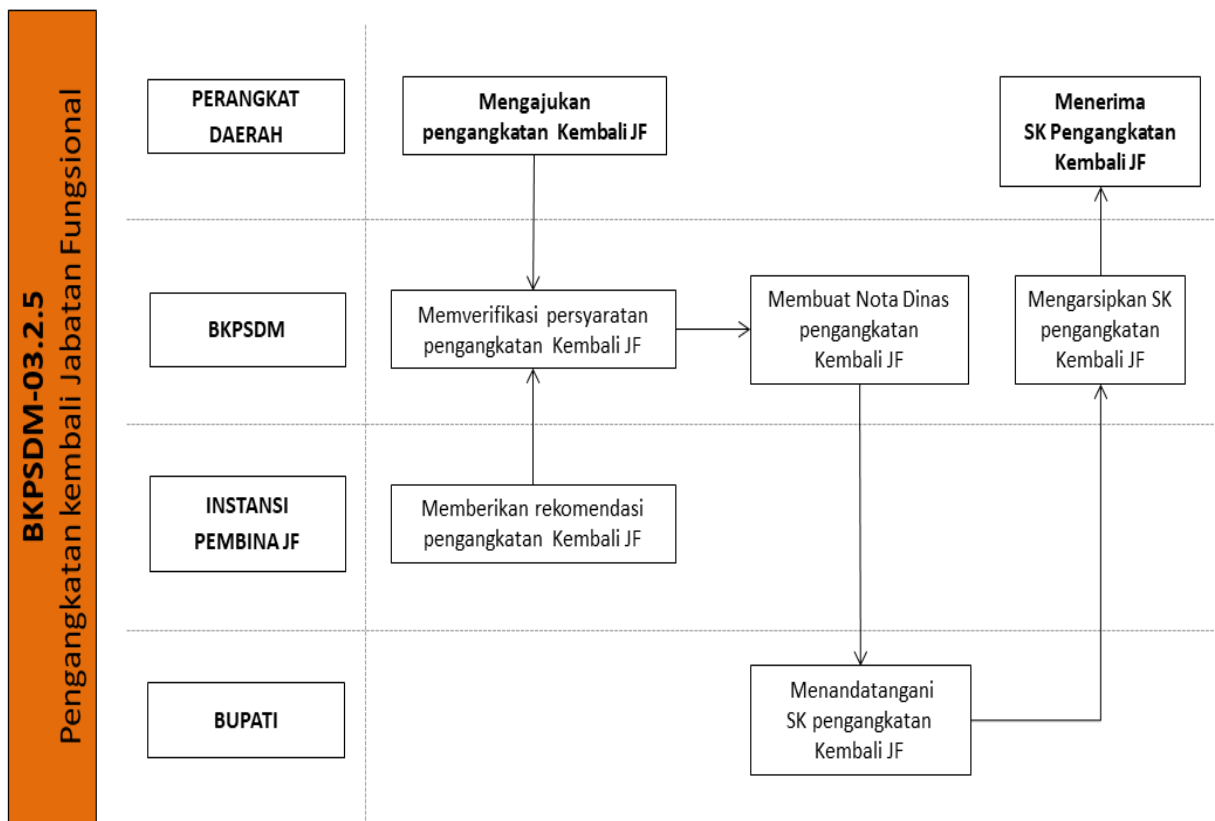 BKPSDM-03.2.5
Pengangkatan kembali Jabatan Fungsional
PERANGKAT
DAERAH
Mengajukan
pengangkatan Kembali JF
Menerima
SK Pengangkatan
Kembali JF
BKPSDM
Memverifikasi persyaratan
pengangkatan Kembali JF
Membuat Nota Dinas
pengangkatan
Kembali JF
Mengarsipkan SK
pengangkatan
Kembali JF
INSTANSI
PEMBINA JF
Memberikan rekomendasi
pengangkatan Kembali JF
BUPATI
Menandatangani
SK pengangkatan
Kembali JF